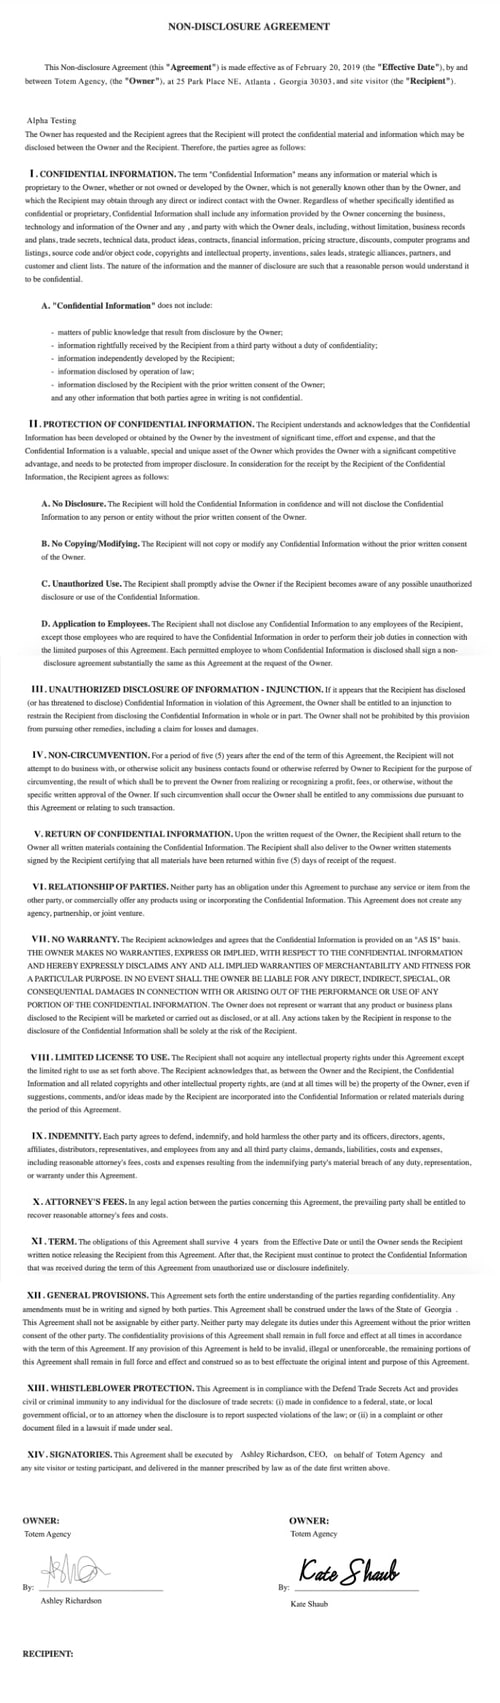 NON-DISCLOSURE AGREEMENT
This Non-disclosure Agreement (this "Agreement") is made effective as of February 20, 2019 (the "Effective Date"), by and
between Totem Agency, (the "Owner"), at 25 Park Place NE, Atlanta , Georgia 30303, and site visitor (the "Recipient").
Alpha Testing
The Owner has requested and the Recipient agrees that the Recipient will protect the confidential material and information which may be
disclosed between the Owner and the Recipient. Therefore, the parties agree as follows:
I . CONFIDENTIAL INFORMATION. The term "Confidential Information" means any information or material which is
proprietary to the Owner, whether or not owned or developed by the Owner, which is not generally known other than by the Owner, and
which the Recipient may obtain through any direct or indirect contact with the Owner. Regardless of whether specifically identified as
confidential or proprietary, Confidential Information shall include any information provided by the Owner concerning the business,
technology and information of the Owner and any , and party with which the Owner deals, including, without limitation, business records
and plans, trade secrets, technical data, product ideas, contracts, financial information, pricing structure, discounts, computer programs and
listings, source code and/or object code, copyrights and intellectual property, inventions, sales leads, strategic alliances, partners, and
customer and client lists. The nature of the information and the manner of disclosure are such that a reasonable person would understand it
to be confidential.
A. "Confidential Information" does not include:
- matters of public knowledge that result from disclosure by the Owner;
- information rightfully received by the Recipient from a third party without a duty of confidentiality;
- information independently developed by the Recipient;
- information disclosed by operation of law;
- information disclosed by the Recipient with the prior written consent of the Owner;
and any other information that both parties agree in writing is not confidential.
II . PROTECTION OF CONFIDENTIAL INFORMATION. The Recipient understands and acknowledges that the Confidential
Information has been developed or obtained by the Owner by the investment of significant time, effort and expense, and that the
Confidential Information is a valuable, special and unique asset of the Owner which provides the Owner with a significant competitive
advantage, and needs to be protected from improper disclosure. In consideration for the receipt by the Recipient of the Confidential
Information, the Recipient agrees as follows:
A. No Disclosure. The Recipient will hold the Confidential Information in confidence and will not disclose the Confidential
Information to any person or entity without the prior written consent of the Owner.
B. No Copying/Modifying. The Recipient will not copy or modify any Confidential Information without the prior written consent
of the Owner.
C. Unauthorized Use. The Recipient shall promptly advise the Owner if the Recipient becomes aware of any possible unauthorized
disclosure or use of the Confidential Information.
D. Application to Employees. The Recipient shall not disclose any Confidential Information to any employees of the Recipient,
except those employees who are required to have the Confidential Information in order to perform their job duties in connection with
the limited purposes of this Agreement. Each permitted employee to whom Confidential Information is disclosed shall sign a non-
disclosure agreement substantially the same as this Agreement at the request of the Owner.
III . UNAUTHORIZED DISCLOSURE OF INFORMATION - INJUNCTION. If it appears that the Recipient has disclosed
(or has threatened to disclose) Confidential Information in violation of this Agreement, the Owner shall be entitled to an injunction to
restrain the Recipient from disclosing the Confidential Information in whole or in part. The Owner shall not be prohibited by this provision
from pursuing other remedies, including a claim for losses and damages.
IV . NON-CIRCUMVENTION. For a period of five (5) years after the end of the term of this Agreement, the Recipient will not
attempt to do business with, or otherwise solicit any business contacts found or otherwise referred by Owner to Recipient for the purpose of
circumventing, the result of which shall be to prevent the Owner from realizing or recognizing a profit, fees, or otherwise, without the
specific written approval of the Owner. If such circumvention shall occur the Owner shall be entitled to any commissions due pursuant to
this Agreement or relating to such transaction.
V . RETURN OF CONFIDENTIAL INFORMATION. Upon the written request of the Owner, the Recipient shall return to the
Owner all written materials containing the Confidential Information. The Recipient shall also deliver to the Owner written statements
signed by the Recipient certifying that all materials have been returned within five (5) days of receipt of the request.
VI . RELATIONSHIP OF PARTIES. Neither party has an obligation under this Agreement to purchase any service or item from the
other party, or commercially offer any products using or incorporating the Confidential Information. This Agreement does not create any
agency, partnership, or joint venture.
VII . NO WARRANTY. The Recipient acknowledges and agrees that the Confidential Information is provided on an "AS IS" basis.
THE OWNER MAKES NO WARRANTIES, EXPRESS OR IMPLIED, WITH RESPECT TO THE CONFIDENTIAL INFORMATION
AND HEREBY EXPRESSLY DISCLAIMS ANY AND ALL IMPLIED WARRANTIES OF MERCHANTABILITY AND FITNESS FOR
A PARTICULAR PURPOSE. IN NO EVENT SHALL THE OWNER BE LIABLE FOR ANY DIRECT, INDIRECT, SPECIAL, OR
CONSEQUENTIAL DAMAGES IN CONNECTION WITH OR ARISING OUT OF THE PERFORMANCE OR USE OF ANY
PORTION OF THE CONFIDENTIAL INFORMATION. The Owner does not represent or warrant that any product or business plans
disclosed to the Recipient will be marketed or carried out as disclosed, or at all. Any actions taken by the Recipient in response to the
disclosure of the Confidential Information shall be solely at the risk of the Recipient.
VIII . LIMITED LICENSE TO USE. The Recipient shall not acquire any intellectual property rights under this Agreement except
the limited right to use as set forth above. The Recipient acknowledges that, as between the Owner and the Recipient, the Confidential
Information and all related copyrights and other intellectual property rights, are (and at all times will be) the property of the Owner, even if
suggestions, comments, and/or ideas made by the Recipient are incorporated into the Confidential Information or related materials during
the period of this Agreement.
IX . INDEMNITY. Each party agrees to defend, indemnify, and hold harmless the other party and its officers, directors, agents,
affiliates, distributors, representatives, and employees from any and all third party claims, demands, liabilities, costs and expenses,
including reasonable attorney's fees, costs and expenses resulting from the indemnifying party's material breach of any duty, representation,
or warranty under this Agreement.
X . ATTORNEY'S FEES. In any legal action between the parties concerning this Agreement, the prevailing party shall be entitled to
recover reasonable attorney's fees and costs.
XI . TERM. The obligations of this Agreement shall survive 4 years from the Effective Date or until the Owner sends the Recipient
written notice releasing the Recipient from this Agreement. After that, the Recipient must continue to protect the Confidential Information
that was received during the term of this Agreement from unauthorized use or disclosure indefinitely.
XII . GENERAL PROVISIONS. This Agreement sets forth the entire understanding of the parties regarding confidentiality. Any
amendments must be in writing and signed by both parties. This Agreement shall be construed under the laws of the State of Georgia .
This Agreement shall not be assignable by either party. Neither party may delegate its duties under this Agreement without the prior written
consent of the other party. The confidentiality provisions of this Agreement shall remain in full force and effect at all times in accordance
with the term of this Agreement. If any provision of this Agreement is held to be invalid, illegal or unenforceable, the remaining portions of
this Agreement shall remain in full force and effect and construed so as to best effectuate the original intent and purpose of this Agreement.
XIII . WHISTLEBLOWER PROTECTION. This Agreement is in compliance with the Defend Trade Secrets Act and provides
civil or criminal immunity to any individual for the disclosure of trade secrets: (i) made in confidence to a federal, state, or local
government official, or to an attorney when the disclosure is to report suspected violations of the law; or (ii) in a complaint or other
document filed in a lawsuit if made under seal.
XIV . SIGNATORIES. This Agreement shall be executed by Ashley Richardson, CEO, on behalf of Totem Agency and
any site visitor or testing participant, and delivered in the manner prescribed by law as of the date first written above.
OWNER: OWNER:
Totem Agency Totem Agency
Kate Shaub
By: By:
Ashley Richardson Kate Shaub
RECIPIENT: